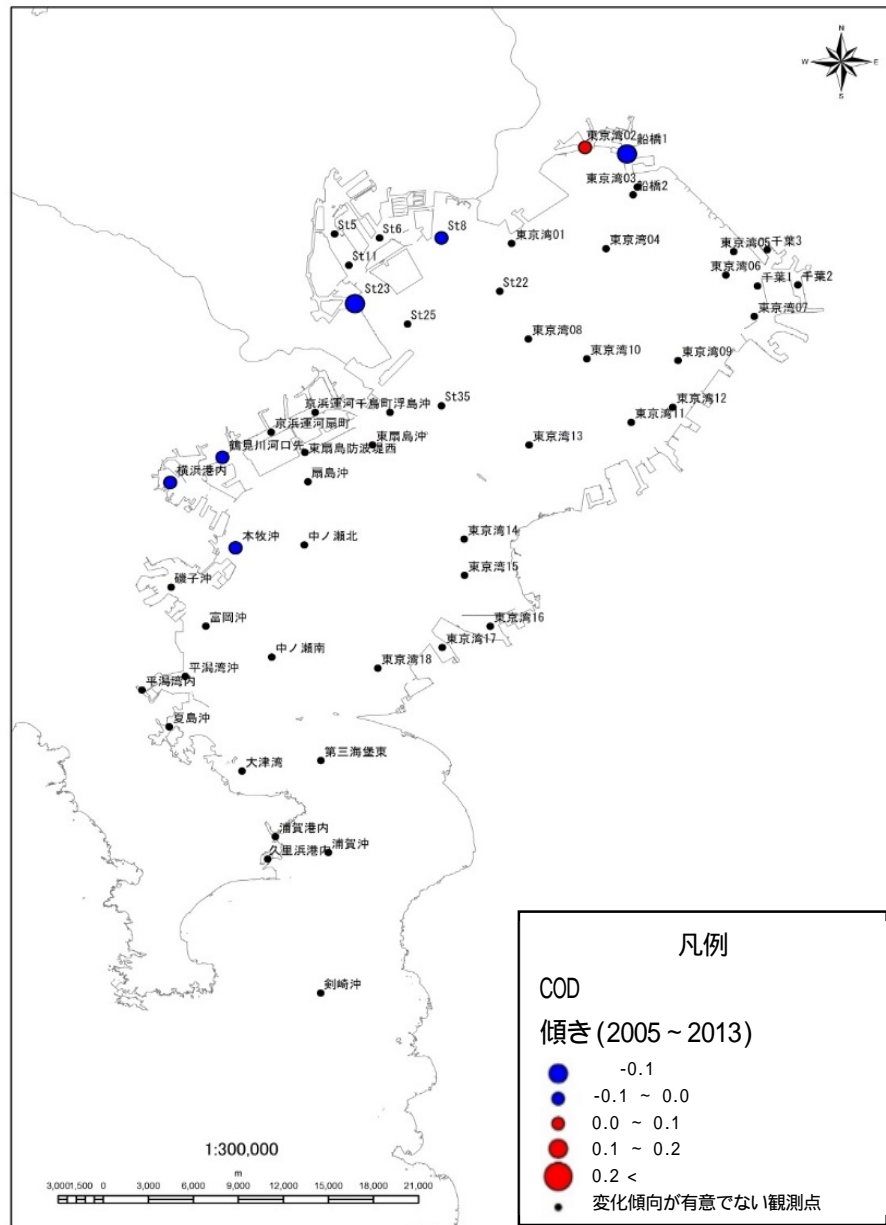 N
W E
S
東京湾02 船橋1
東京湾03 船橋2
St5 St6 St8 東京湾01 東京湾04 東京湾05 千葉3
St11 東京湾06 千葉1 千葉2
St23 St22 東京湾07
St25 東京湾08
東京湾10 東京湾09
京浜運河千鳥町 浮島沖 St35 東京湾12
京浜運河扇町 東京湾11
鶴見川河口先 東扇島防波堤西 東扇島沖 東京湾13
横浜港内 扇島沖
本牧沖 中ノ瀬北 東京湾14
磯子沖 東京湾15
富岡沖 東京湾16
中ノ瀬南 東京湾17
平潟湾内 平潟湾沖 東京湾18
夏島沖
大津湾 第三海堡東
浦賀港内
久里浜港内 浦賀沖
剣崎沖
凡例
COD
傾き(2005～2013)
-0.1
-0.1 ～ 0.0
0.0 ～ 0.1
0.1 ～ 0.2
0.2 <
変化傾向が有意でない観測点
1:300,000
m
3,000 1,500 0 3,000 6,000 9,000 12,000 15,000 18,000 21,000